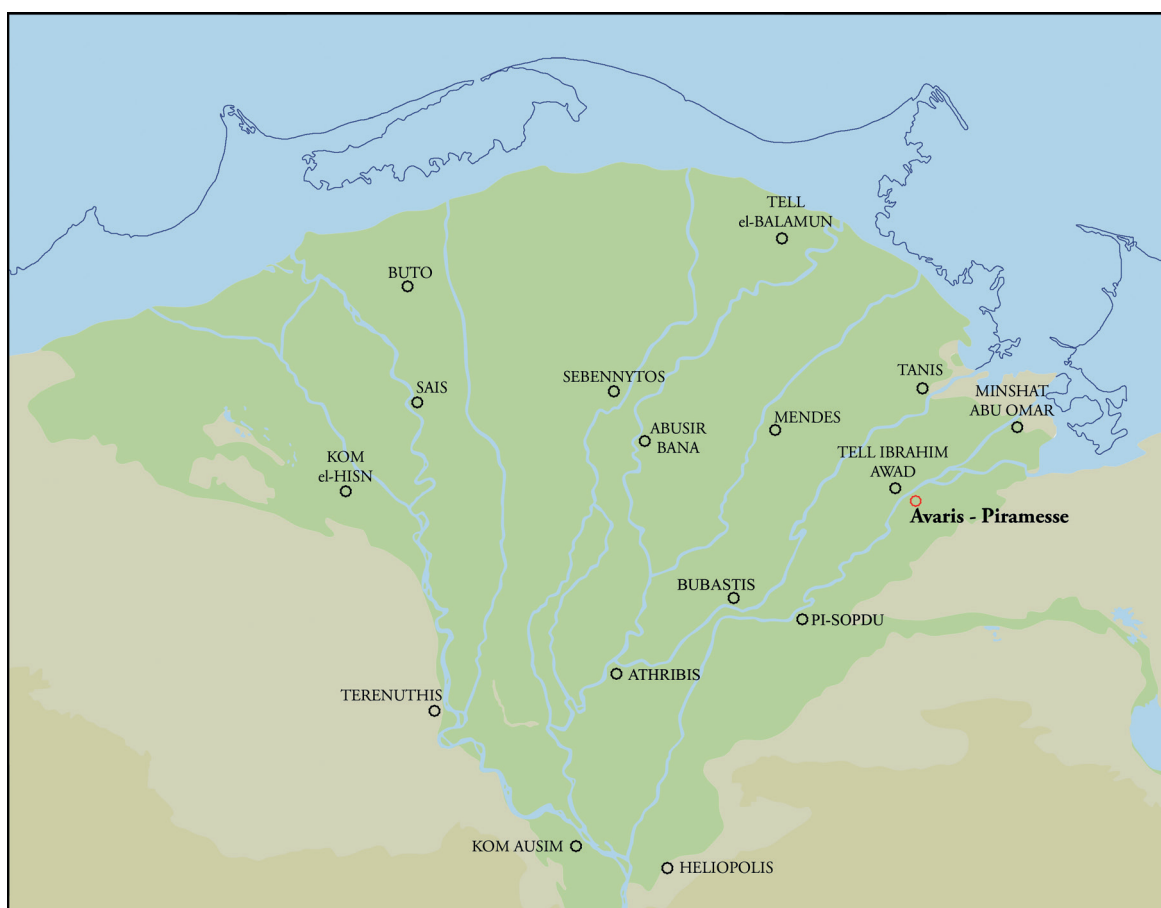 TELL
el-BALAMUN
BUTO
SEBENNYTOS
TANIS
SAIS
MINSHAT
ABU OMAR
ABUSIR
BANA
MENDES
KOM
el-HISN
TELL IBRAHIM
AWAD
Avaris - Piramesse
BUBASTIS
PI-SOPDU
ATHRIBIS
TERENUTHIS
KOM AUSIM
HELIOPOLIS